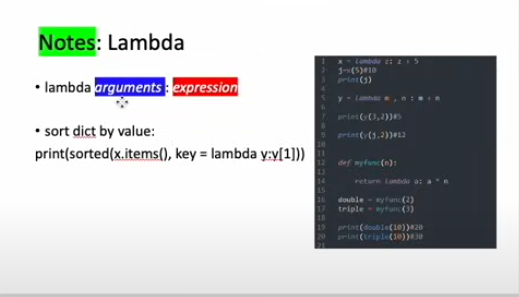 Notes: Lambda
• lambda arguments : expression
• sort dict by value:
print(sorted(x.items(), key = lambda y:y[1]))
1 x = lambda z: z + 5
2 j=x(5)#10
3 print(j)
4
5 y = lambda m , n : m + n
6
7 print(y(3,2))#5
8
9 print(y(j,2))#12
10
11
12 def myfunc(n):
13
14 return lambda a: a * n
15
16 double = myfunc(2)
17 triple = myfunc(3)
18
19 print(double(10))#20
20 print(triple(10))#30
21